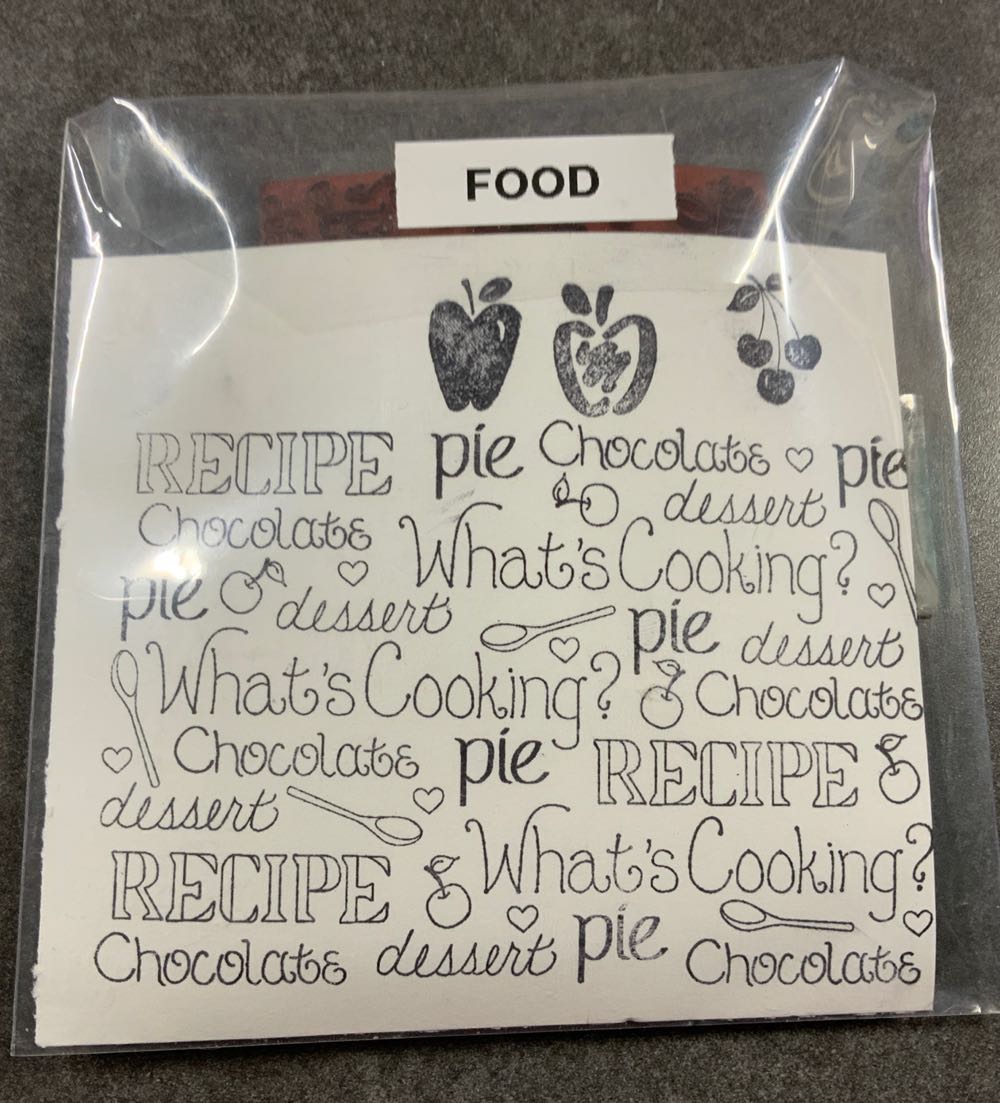 FOOD
RECIPE pie Chocolate pie
Chocolate dessert
What's Cooking?
pie dessert pie dessert
What's Cooking? Chocolate
Chocolate pie RECIPE
dessert
RECIPE What's Cooking?
Chocolate dessert pie Chocolate